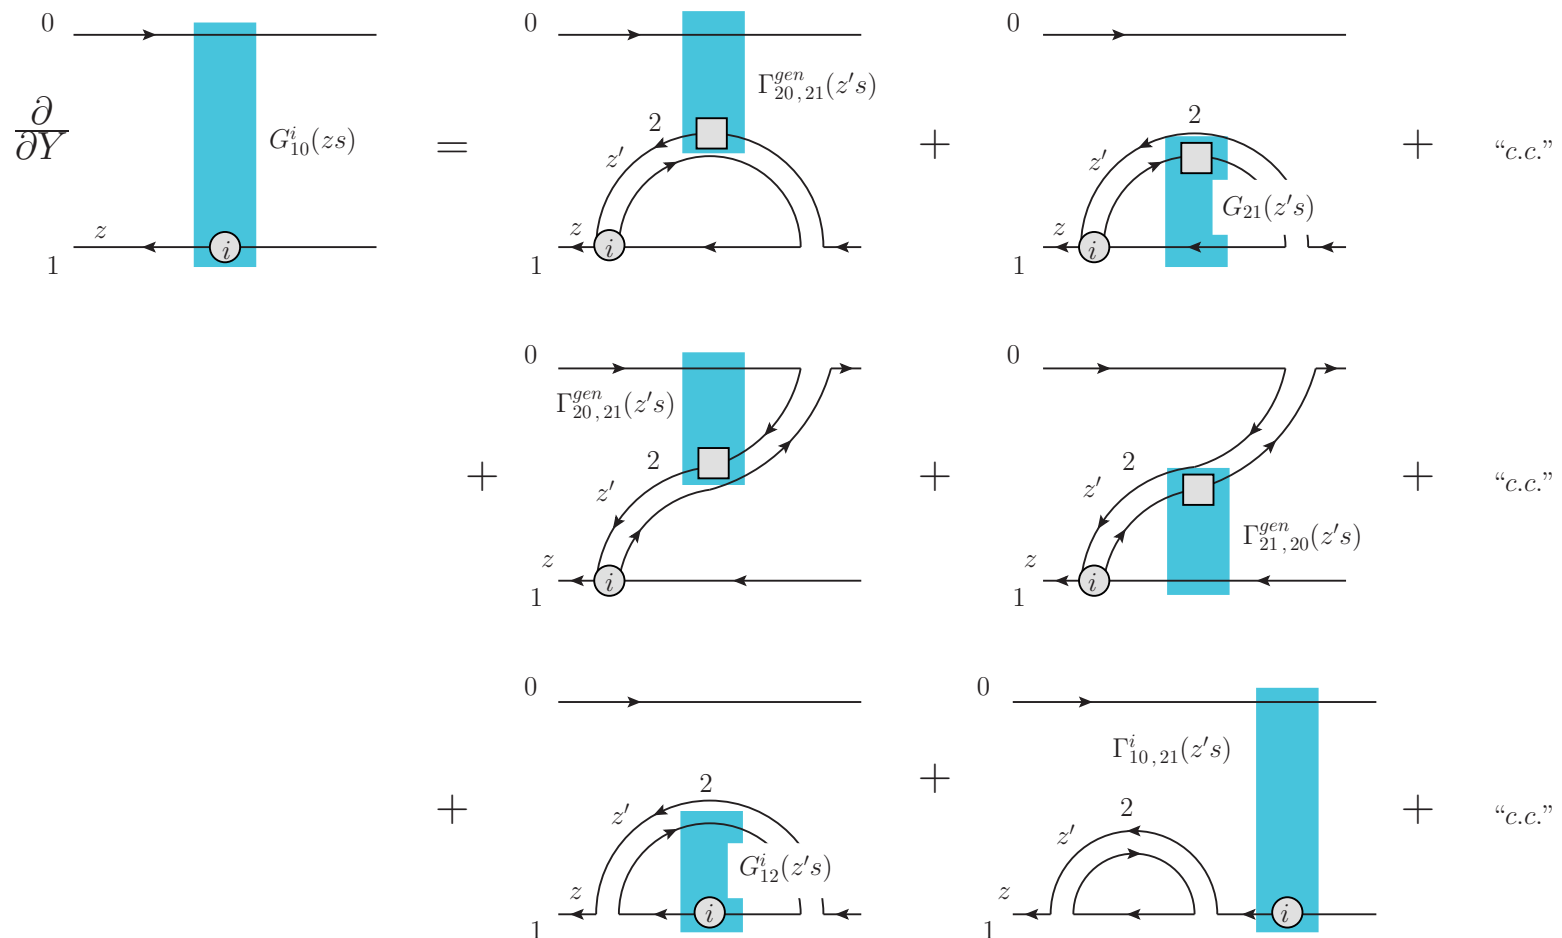 0 0 0
∂/∂Y G^i_{10}(zs) = Γ^{gen}_{20,21}(z′s) + 2 + “c.c.”
2 z′ z′ G_{21}(z′s)
z i z i z i
1 1 1
0 0
+ Γ^{gen}_{20,21}(z′s) + + “c.c.”
2 2
z′ z′ Γ^{gen}_{21,20}(z′s)
z i z i
1 1
0 0
+ 2 + Γ^i_{10,21}(z′s) + “c.c.”
z′ G^i_{12}(z′s) z′ 2
z i z i
1 1